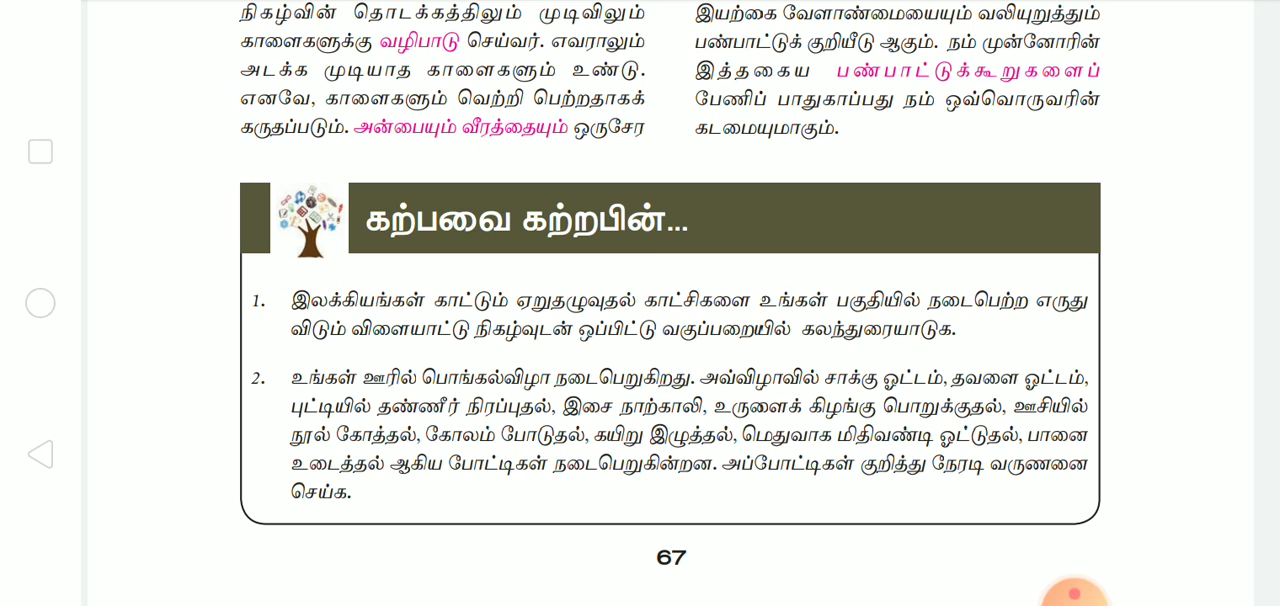 நிகழ்வின் தொடக்கத்திலும் முடிவிலும்
காளைகளுக்கு வழிபாடு செய்வர். எவராலும்
அடக்க முடியாத காளைகளும் உண்டு.
எனவே, காளைகளும் வெற்றி பெற்றதாகக்
கருதப்படும். அன்பையும் வீரத்தையும் ஒருசேர
இயற்கை வேளாண்மையையும் வலியுறுத்தும்
பண்பாட்டுக் குறியீடு ஆகும். நம் முன்னோரின்
இத்தகைய பண்பாட்டுக்கூறுகளைப்
பேணிப் பாதுகாப்பது நம் ஒவ்வொருவரின்
கடமையுமாகும்.
கற்பவை கற்றபின்...
1. இலக்கியங்கள் காட்டும் ஏறுதழுவுதல் காட்சிகளை உங்கள் பகுதியில் நடைபெற்ற எருது
விடும் விளையாட்டு நிகழ்வுடன் ஒப்பிட்டு வகுப்பறையில் கலந்துரையாடுக.
2. உங்கள் ஊரில் பொங்கல்விழா நடைபெறுகிறது. அவ்விழாவில் சாக்கு ஓட்டம், தவளை ஓட்டம்,
புட்டியில் தண்ணீர் நிரப்புதல், இசை நாற்காலி, உருளைக் கிழங்கு பொறுக்குதல், ஊசியில்
நூல் கோத்தல், கோலம் போடுதல், கயிறு இழுத்தல், மெதுவாக மிதிவண்டி ஓட்டுதல், பானை
உடைத்தல் ஆகிய போட்டிகள் நடைபெறுகின்றன. அப்போட்டிகள் குறித்து நேரடி வருணனை
செய்க.
67